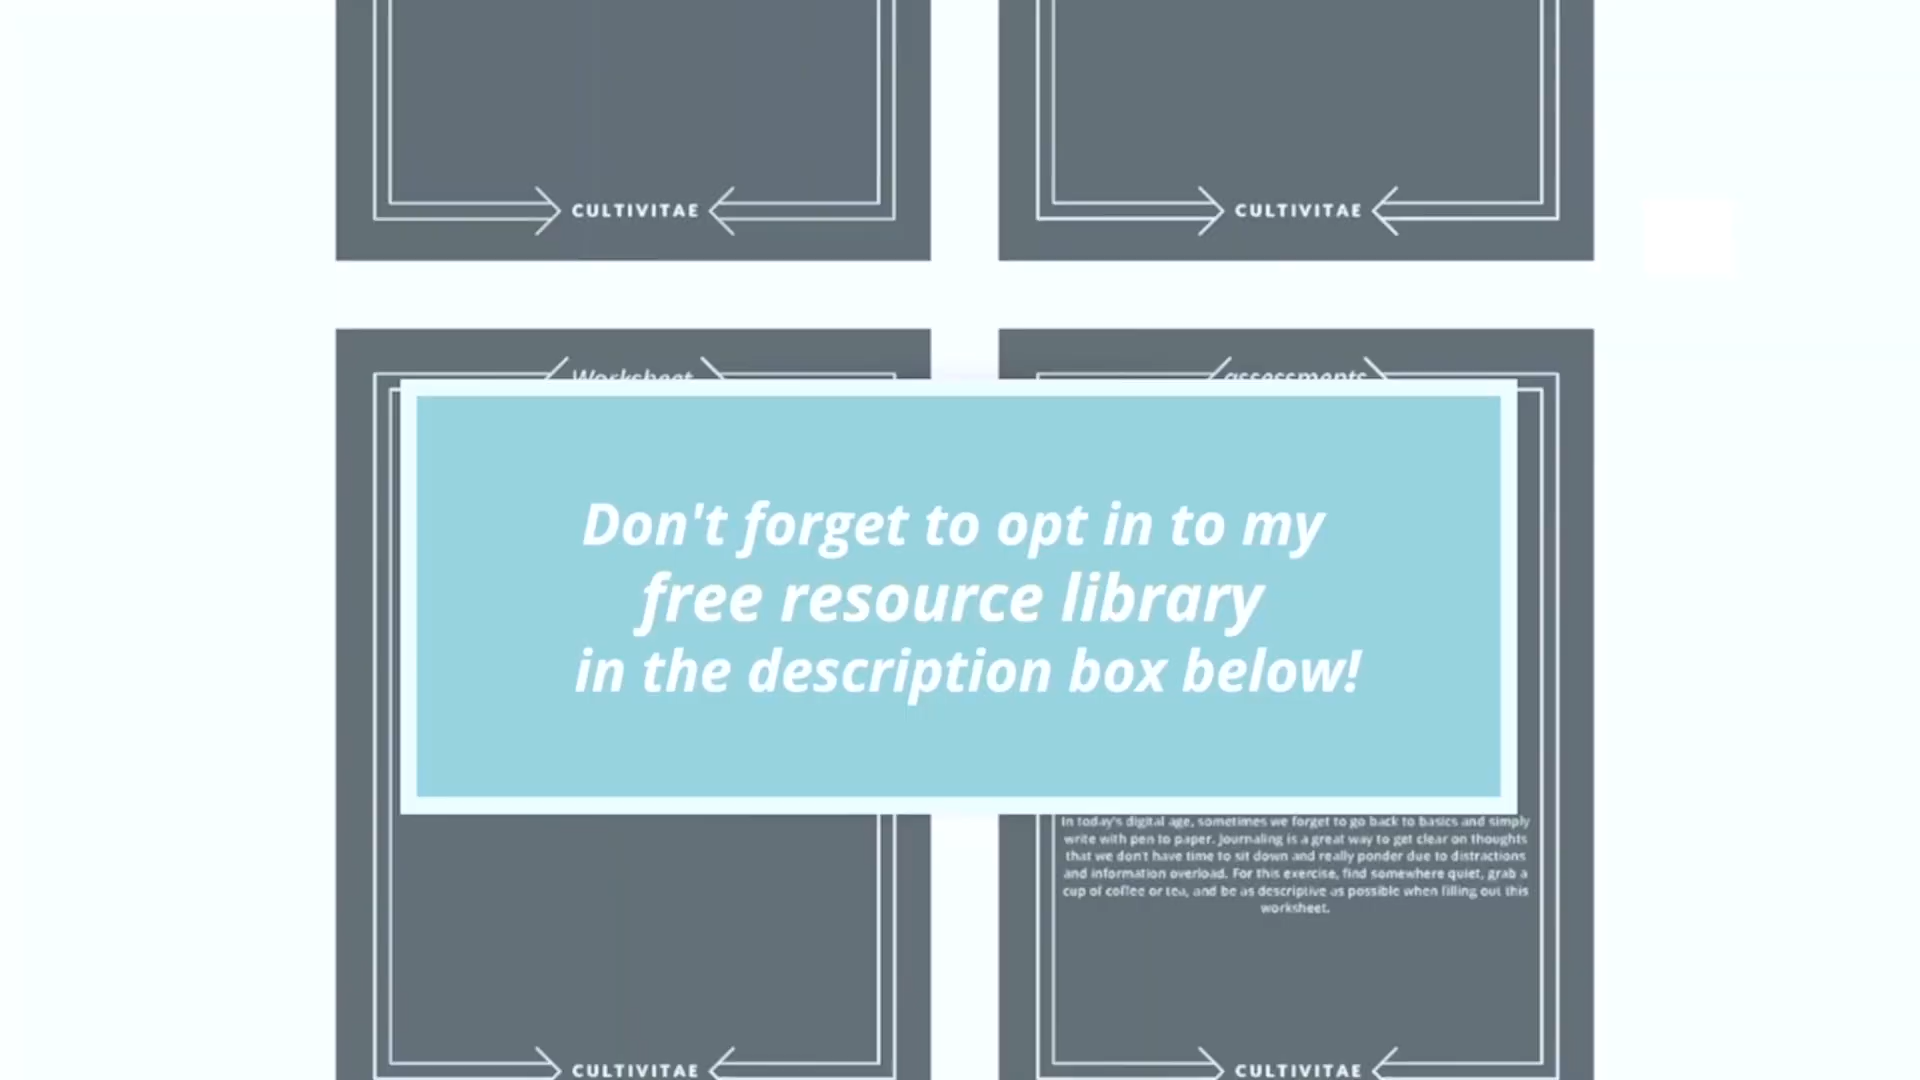 CULTIVITAE
CULTIVITAE
Worksheet
assessments
Don't forget to opt in to my
free resource library
in the description box below!
In today's digital age, sometimes we forget to go back to basics and simply
write with pen to paper. Journaling is a great way to get clear on thoughts
that we don't have time to sit down and really ponder due to distractions
and information overload. For this exercise, find somewhere quiet, grab a
cup of coffee or tea, and be as descriptive as possible when filling out this
worksheet.
CULTIVITAE
CULTIVITAE